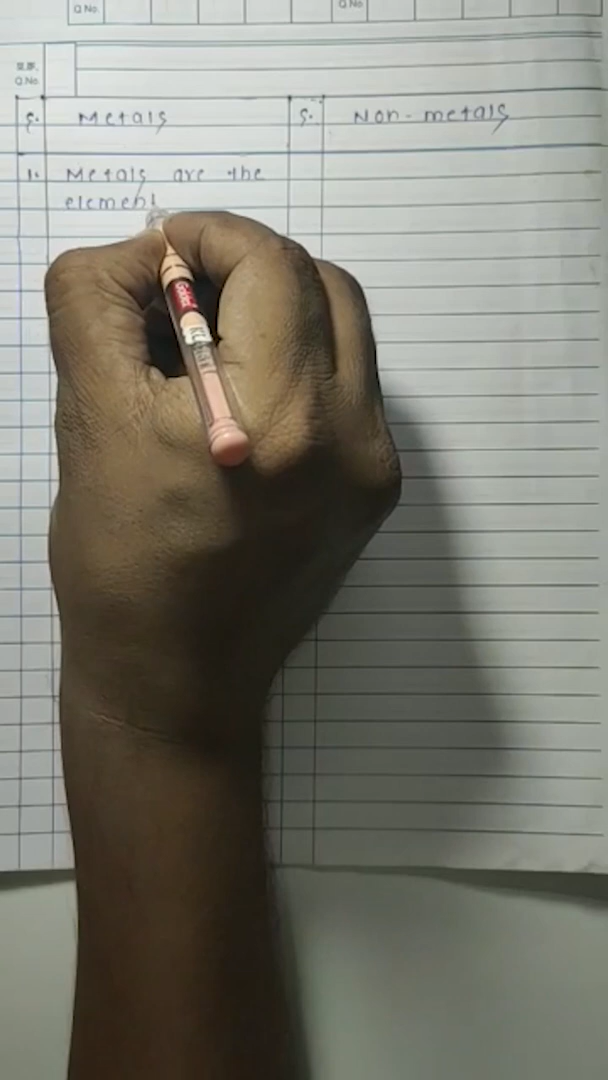 Q.No.
Q.No.
प्र.क्र.
Q.No.
S. Metals S. Non-metals
1. Metals are the
element